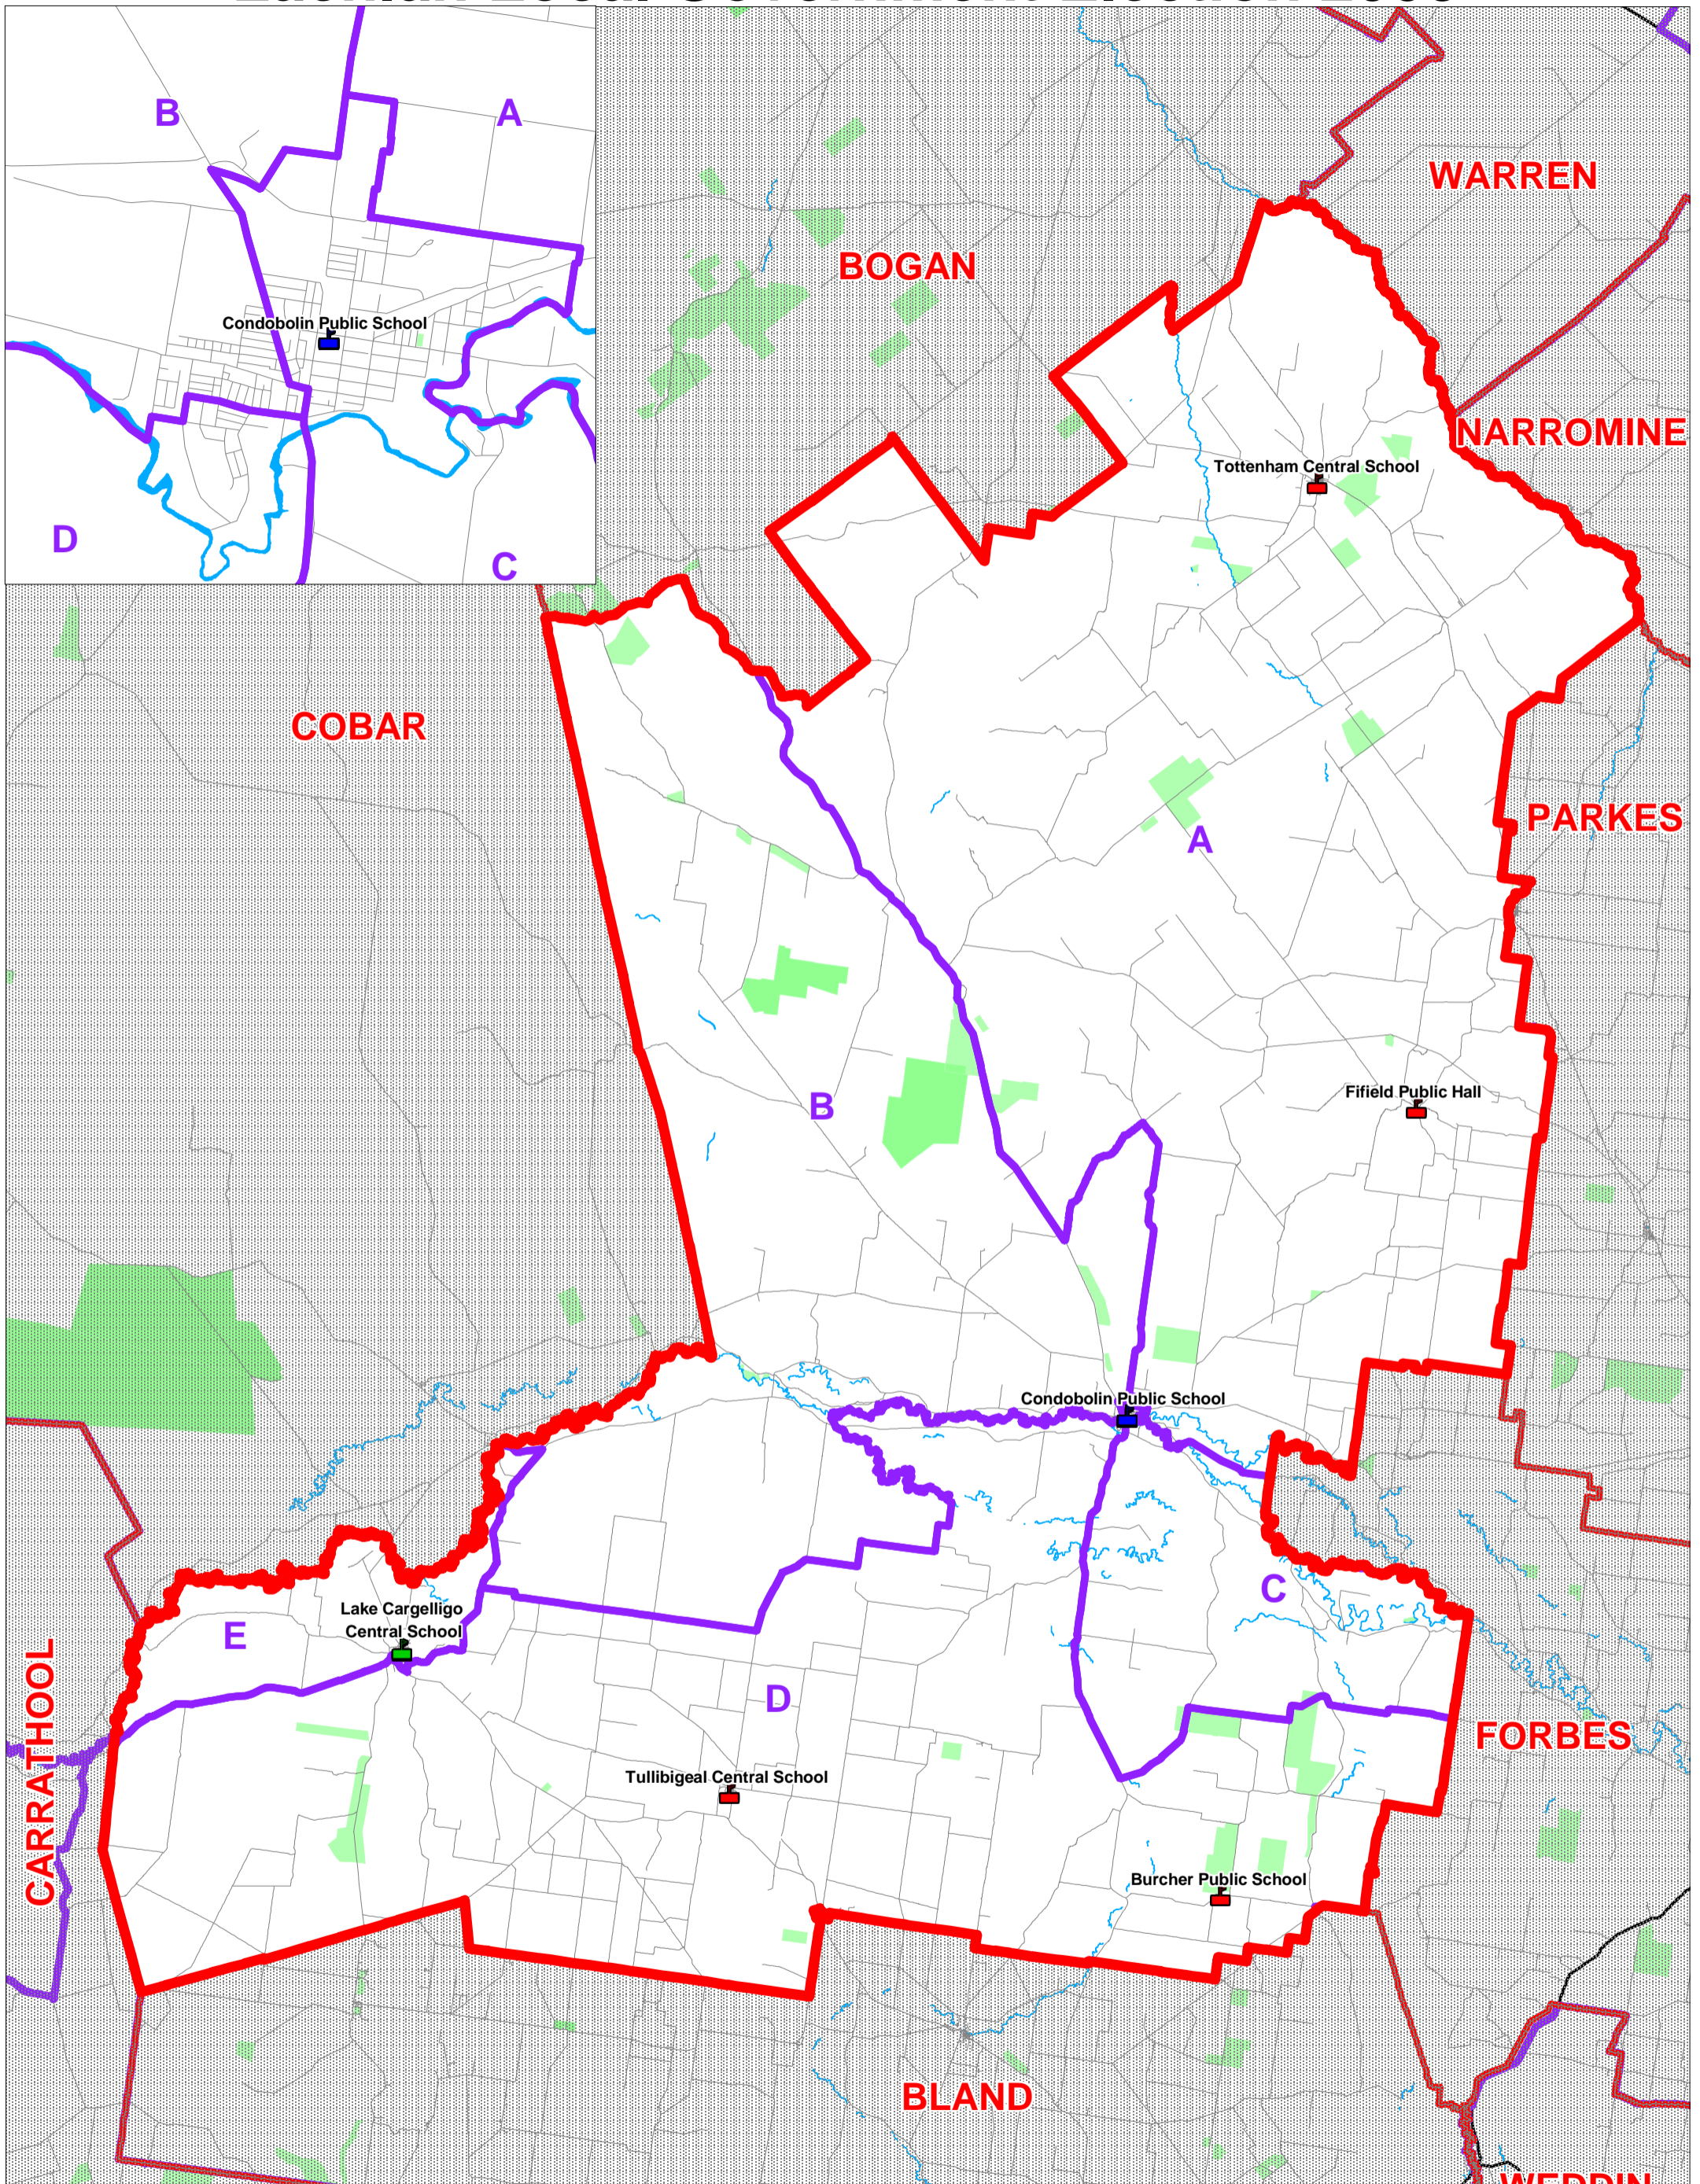 B
A
Condobolin Public School
D
C
WARREN
BOGAN
NARROMINE
Tottenham Central School
COBAR
PARKES
A
Fifield Public Hall
B
Condobolin Public School
C
Lake Cargelligo
Central School
E
CARRATHOOL
D
FORBES
Tullibigeal Central School
Burcher Public School
BLAND